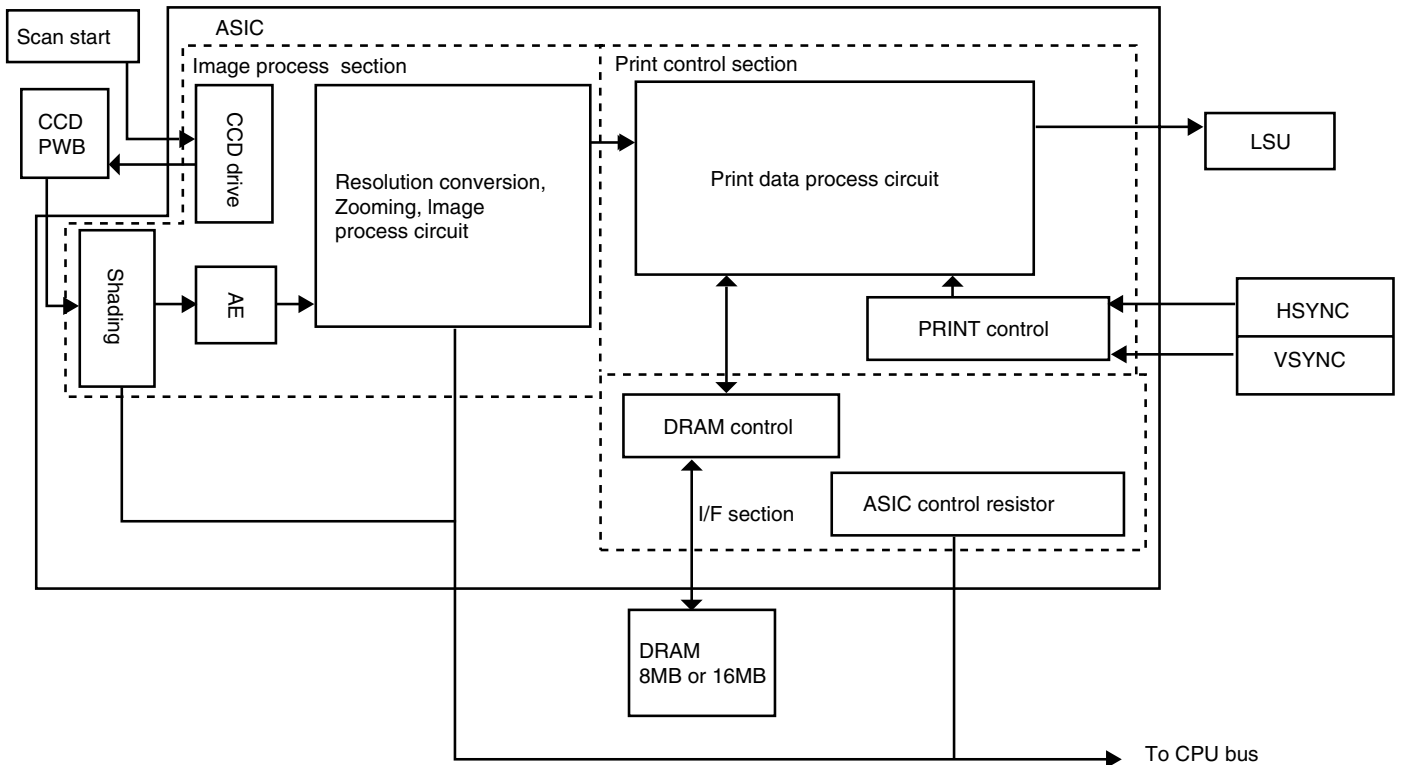 Scan start
ASIC
Image process section
Print control section
CCD
PWB
CCD drive
Resolution conversion,
Zooming, Image
process circuit
Print data process circuit
LSU
Shading
AE
PRINT control
HSYNC
VSYNC
DRAM control
I/F section
ASIC control resistor
DRAM
8MB or 16MB
To CPU bus